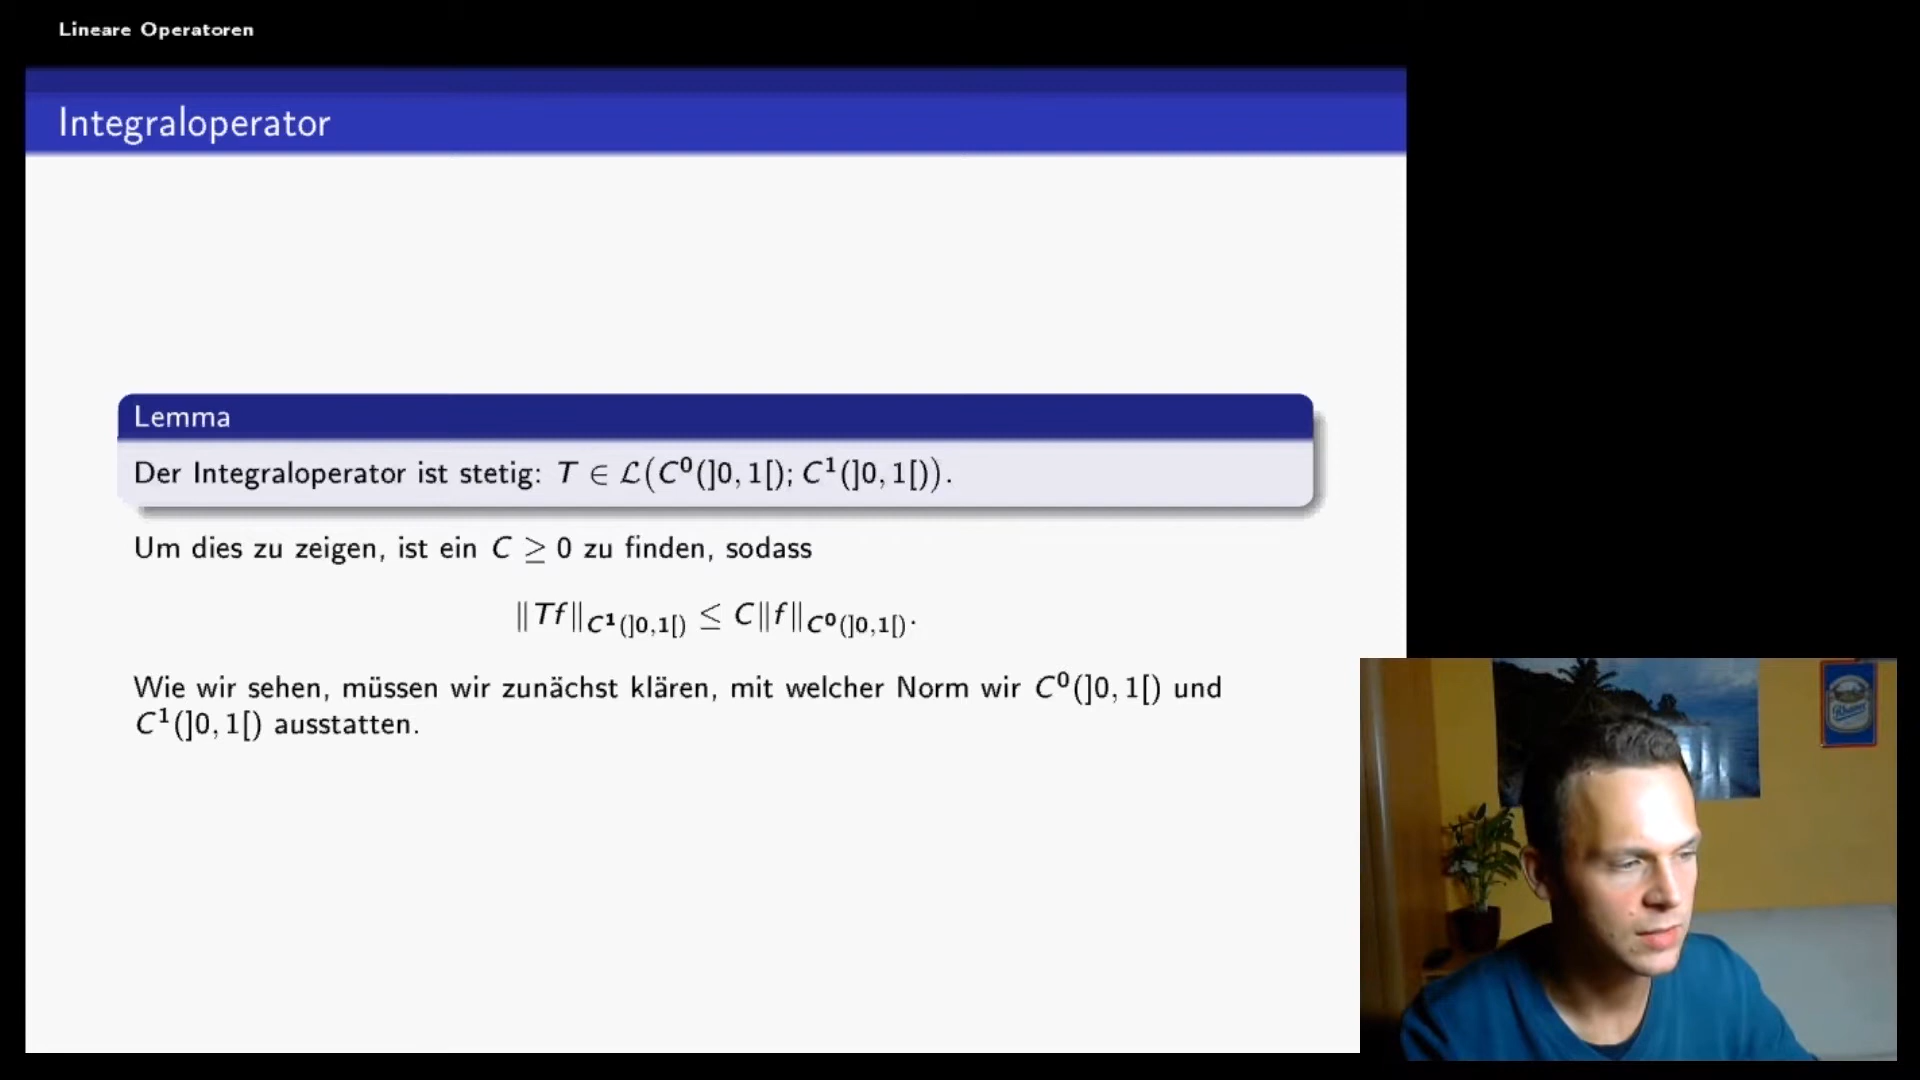 Lineare Operatoren
Integraloperator
Lemma
Der Integraloperator ist stetig: T ∈ ℒ(C⁰(]0, 1[); C¹(]0, 1[)).
Um dies zu zeigen, ist ein C ≥ 0 zu finden, sodass
‖Tf‖_{C¹(]0,1[)} ≤ C‖f‖_{C⁰(]0,1[)}.
Wie wir sehen, müssen wir zunächst klären, mit welcher Norm wir C⁰(]0, 1[) und
C¹(]0, 1[) ausstatten.